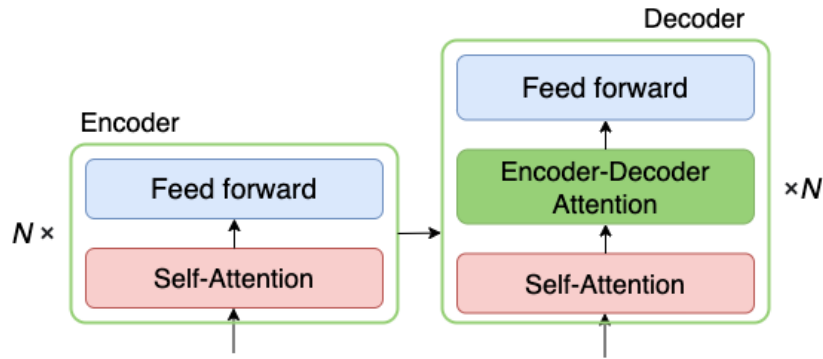 Encoder
Feed forward
N ×
Self-Attention
Decoder
Feed forward
Encoder-Decoder
Attention
×N
Self-Attention